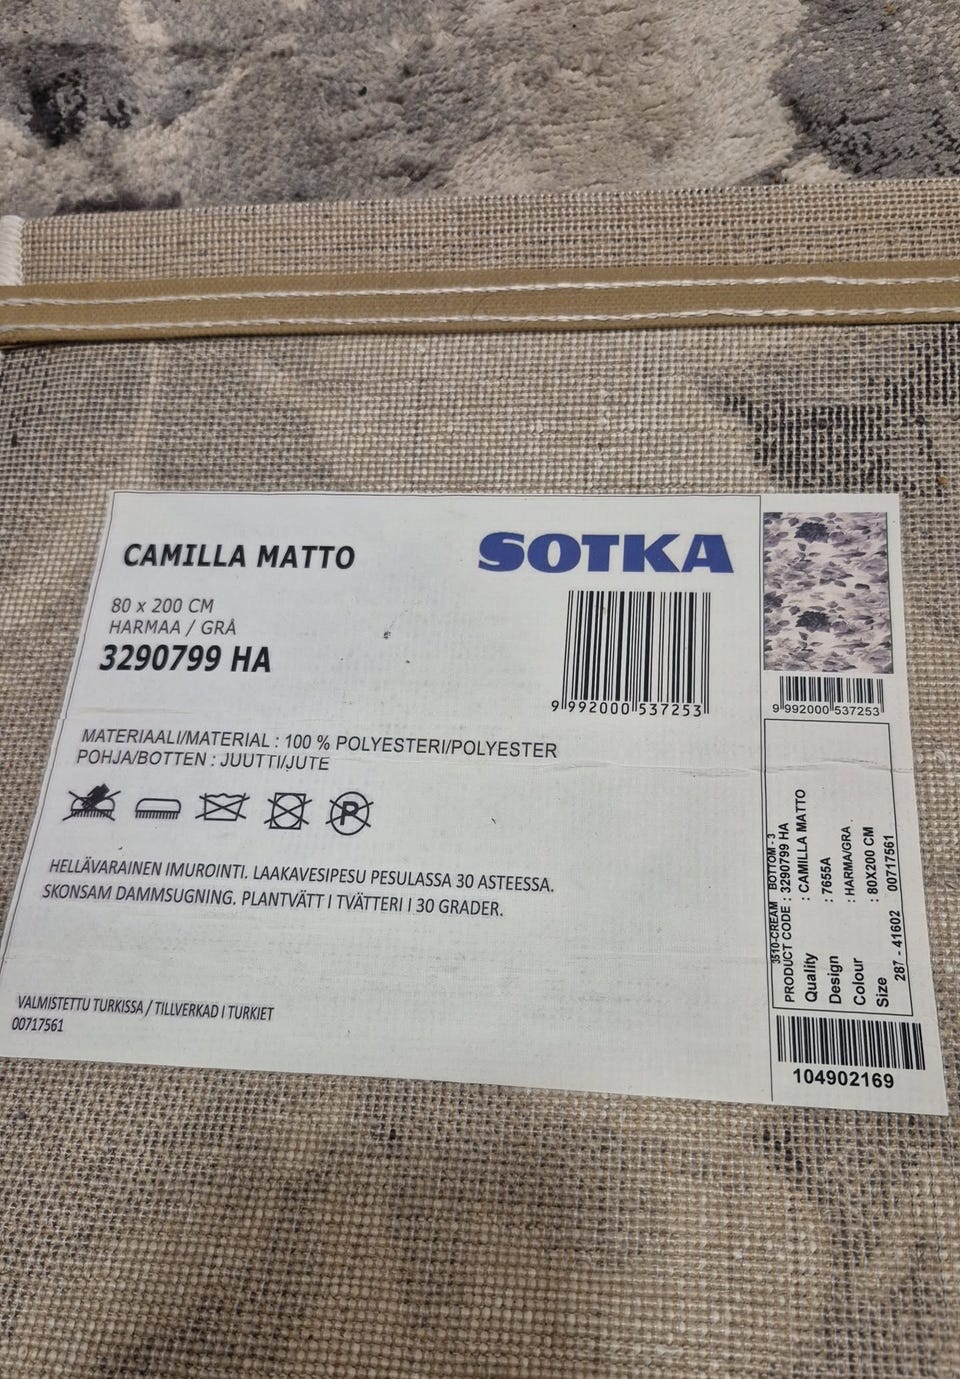 CAMILLA MATTO
SOTKA
80 x 200 CM
HARMAA / GRÅ
3290799 HA
9 992000 537253
MATERIAALI/MATERIAL : 100 % POLYESTERI/POLYESTER
POHJA/BOTTEN : JUUTTI/JUTE
P
HELLÄVARAINEN IMUROINTI. LAAKAVESIPESU PESULASSA 30 ASTEESSA.
SKONSAM DAMMSUGNING. PLANTVÄTT I TVÄTTERI I 30 GRADER.
VALMISTETTU TURKISSA / TILLVERKAD I TURKIET
00717561
9 992000 537253
3510-CREAM BOTTOM - 3
PRODUCT CODE : 3290799 HA
Quality : CAMILLA MATTO
Design : 7655A
Colour : HARMA/GRA
Size : 80X200 CM
287 - 41602 00717561
104902169